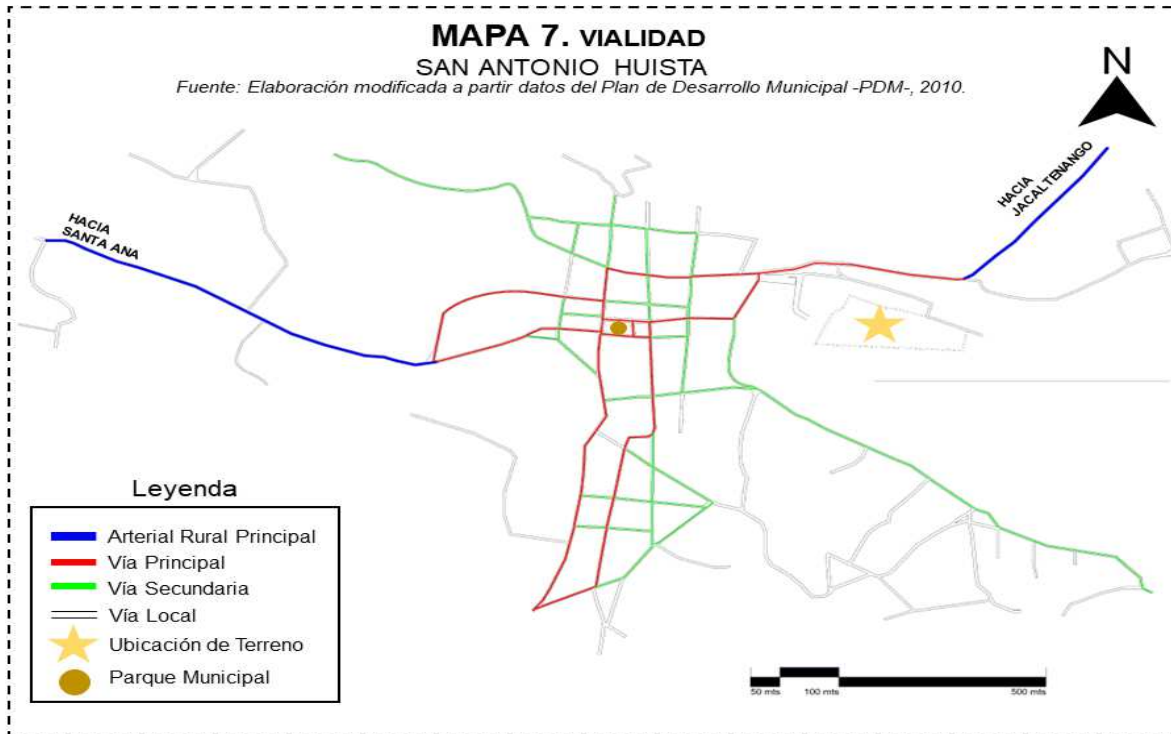 MAPA 7. VIALIDAD
SAN ANTONIO HUISTA
Fuente: Elaboración modificada a partir datos del Plan de Desarrollo Municipal -PDM-, 2010.
N
HACIA
JACALTENANGO
HACIA
SANTA ANA
Leyenda
Arterial Rural Principal
Vía Principal
Vía Secundaria
Vía Local
Ubicación de Terreno
Parque Municipal
50 mts 100 mts 500 mts